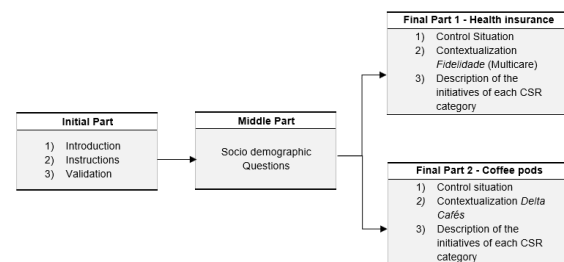 Initial Part
1) Introduction
2) Instructions
3) Validation
Middle Part
Socio demographic
Questions
Final Part 1 - Health insurance
1) Control Situation
2) Contextualization
Fidelidade (Multicare)
3) Description of the
initiatives of each CSR
category
Final Part 2 - Coffee pods
1) Control situation
2) Contextualization Delta
Cafés
3) Description of the
initiatives of each CSR
category